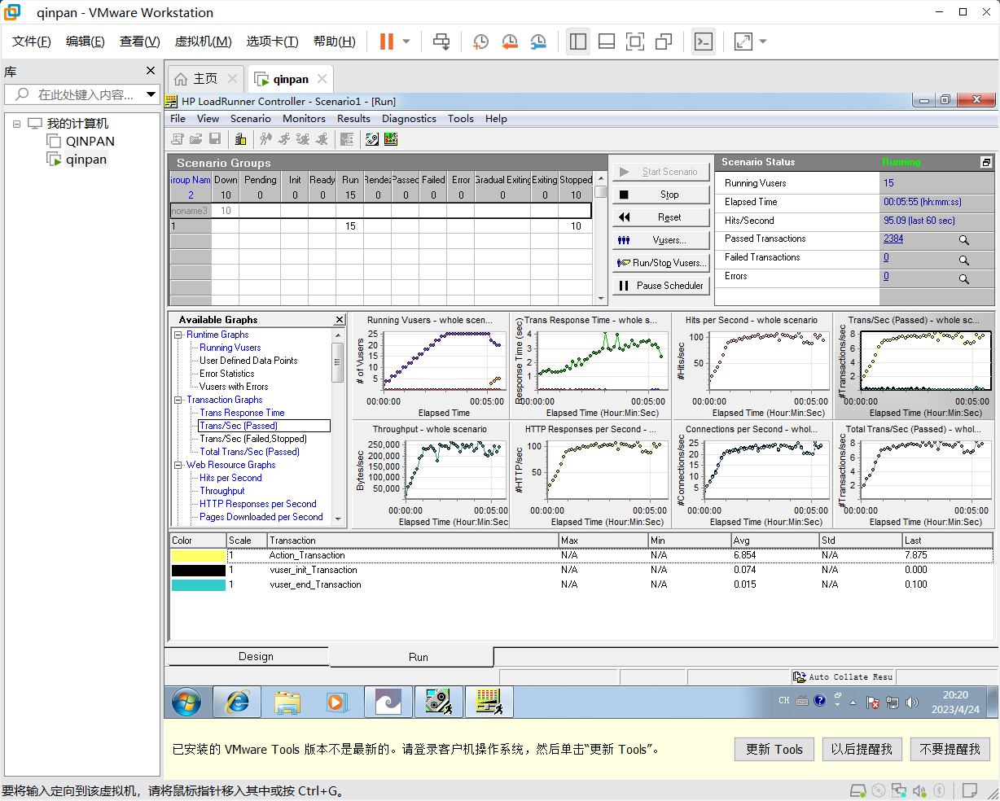 qinpan - VMware Workstation
文件(F) 编辑(E) 查看(V) 虚拟机(M) 选项卡(T) 帮助(H)
库
在此处键入内容...
我的计算机
QINPAN
qinpan
主页
qinpan
HP LoadRunner Controller - Scenario1 - [Run]
File View Scenario Monitors Results Diagnostics Tools Help
Scenario Groups
iroup Nam Down Pending Init Ready Run Rendez Passed Failed Error Gradual Exiting Exiting Stopped
2 10 0 0 0 15 0 0 0 0 0 0 10
noname3 10
1 15 10
Start Scenario
Stop
Reset
Vusers...
Run/Stop Vusers...
Pause Scheduler
Scenario Status Running
Running Vusers 15
Elapsed Time 00:05:55 (hh:mm:ss)
Hits/Second 95.09 (last 60 sec)
Passed Transactions 2384
Failed Transactions 0
Errors 0
Available Graphs
Runtime Graphs
Running Vusers
User Defined Data Points
Error Statistics
Vusers with Errors
Transaction Graphs
Trans Response Time
Trans/Sec (Passed)
Trans/Sec (Failed,Stopped)
Total Trans/Sec (Passed)
Web Resource Graphs
Hits per Second
Throughput
HTTP Responses per Second
Pages Downloaded per Second
Running Vusers - whole scen...
# of Vusers
25
20
15
10
5
00:00:00 00:05:00
Elapsed Time
Trans Response Time - whole s...
Response Time (sec)
4
3
2
1
00:00:00 00:05:00
Elapsed Time (Hour:Min:Sec)
Hits per Second - whole scenario
#Hits/sec
100
50
00:00:00 00:05:00
Elapsed Time (Hour:Min:Sec)
Trans/Sec (Passed) - whole sc...
#Transactions/sec
8
6
4
2
00:00:00 00:05:00
Elapsed Time (Hour:Min:Sec)
Throughput - whole scenario
Bytes/sec
250,000
200,000
150,000
100,000
50,000
00:00:00 00:05:00
Elapsed Time (Hour:Min:Sec
HTTP Responses per Second - ...
#HTTP/sec
100
50
00:00:00 00:05:00
Elapsed Time (Hour:Min:Sec)
Connections per Second - whol...
#Connections/sec
25
20
15
10
5
00:00:00 00:05:00
Elapsed Time (Hour:Min:Sec)
Total Trans/Sec (Passed) - whol...
#Transactions/sec
8
6
4
2
00:00:00 00:05:00
Elapsed Time (Hour:Min:Sec)
Color Scale Transaction Max Min Avg Std Last
1 Action_Transaction N/A N/A 6.854 N/A 7.875
1 vuser_init_Transaction N/A N/A 0.074 N/A 0.000
1 vuser_end_Transaction N/A N/A 0.015 N/A 0.100
Design Run
Auto Collate Resu
CH
20:20
2023/4/24
已安装的 VMware Tools 版本不是最新的。请登录客户机操作系统，然后单击“更新 Tools”。
更新 Tools 以后提醒我 不要提醒我
要将输入定向到该虚拟机，请将鼠标指针移入其中或按 Ctrl+G。